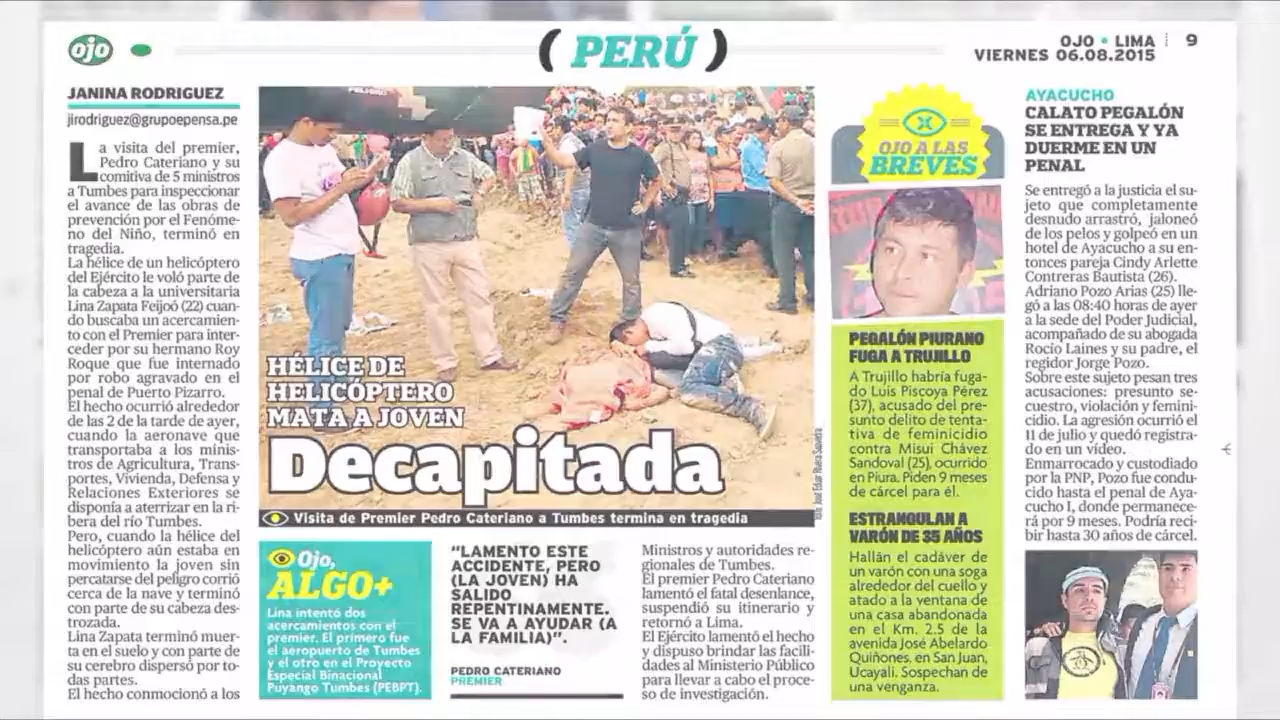 ojo
( PERÚ )
OJO • LIMA 9
VIERNES 06.08.2015
JANINA RODRIGUEZ
jirodriguez@grupoepensa.pe
La visita del premier,
Pedro Cateriano y su
comitiva de 5 ministros
a Tumbes para inspeccionar
el avance de las obras de
prevención por el Fenóme-
no del Niño, terminó en
tragedia.
La hélice de un helicóptero
del Ejército le voló parte de
la cabeza a la universitaria
Lina Zapata Feijoó (22) cuan-
do buscaba un acercamien-
to con el Premier para inter-
ceder por su hermano Roy
Roque que fue internado
por robo agravado en el
penal de Puerto Pizarro.
El hecho ocurrió alrededor
de las 2 de la tarde de ayer,
cuando la aeronave que
transportaba a los minis-
tros de Agricultura, Trans-
portes, Vivienda, Defensa y
Relaciones Exteriores se
disponía a aterrizar en la ri-
bera del río Tumbes.
Pero, cuando la hélice del
helicóptero aún estaba en
movimiento la joven sin
percatarse del peligro corrió
cerca de la nave y terminó
con parte de su cabeza des-
trozada.
Lina Zapata terminó muer-
ta en el suelo y con parte de
su cerebro dispersó por to-
das partes.
El hecho conmocionó a los
HÉLICE DE
HELICÓPTERO
MATA A JOVEN
Decapitada
Visita de Premier Pedro Cateriano a Tumbes termina en tragedia
Ojo,
ALGO+
Lina intentó dos
acercamientos con el
premier. El primero fue
el aeropuerto de Tumbes
y el otro en el Proyecto
Especial Binacional
Puyango Tumbes (PEBPT).
“LAMENTO ESTE
ACCIDENTE, PERO
(LA JOVEN) HA
SALIDO
REPENTINAMENTE.
SE VA A AYUDAR (A
LA FAMILIA)”.
PEDRO CATERIANO
PREMIER
Ministros y autoridades re-
gionales de Tumbes.
El premier Pedro Cateriano
lamentó el fatal desenlance,
suspendió su itinerario y
retornó a Lima.
El Ejército lamentó el hecho
y dispuso brindar las facili-
dades al Ministerio Público
para llevar a cabo el proce-
so de investigación.
OJO A LAS
BREVES
PEGALÓN PIURANO
FUGA A TRUJILLO
A Trujillo habría fuga-
do Luis Piscoya Pérez
(37), acusado del pre-
sunto delito de tenta-
tiva de feminicidio
contra Misui Chávez
Sandoval (25), ocurrido
en Piura. Piden 9 meses
de cárcel para él.
ESTRANGULAN A
VARÓN DE 35 AÑOS
Hallán el cadáver de
un varón con una soga
alrededor del cuello y
atado a la ventana de
una casa abandonada
en el Km. 2.5 de la
avenida José Abelardo
Quiñones, en San Juan,
Ucayali. Sospechan de
una venganza.
AYACUCHO
CALATO PEGALÓN
SE ENTREGA Y YA
DUERME EN UN
PENAL
Se entregó a la justicia el su-
jeto que completamente
desnudo arrastró, jaloneó
de los pelos y golpeó en un
hotel de Ayacucho a su en-
tonces pareja Cindy Arlette
Contreras Bautista (26).
Adriano Pozo Arias (25) lle-
gó a las 08:40 horas de ayer
a la sede del Poder Judicial,
acompañado de su abogada
Rocío Laines y su padre, el
regidor Jorge Pozo.
Sobre este sujeto pesan tres
acusaciones: presunto se-
cuestro, violación y femini-
cidio. La agresión ocurrió el
11 de julio y quedó registra-
do en un vídeo.
Enmarrocado y custodiado
por la PNP, Pozo fue con-
ducido hasta el penal de Aya-
cucho I, donde permanece-
rá por 9 meses. Podría reci-
bir hasta 30 años de cárcel.